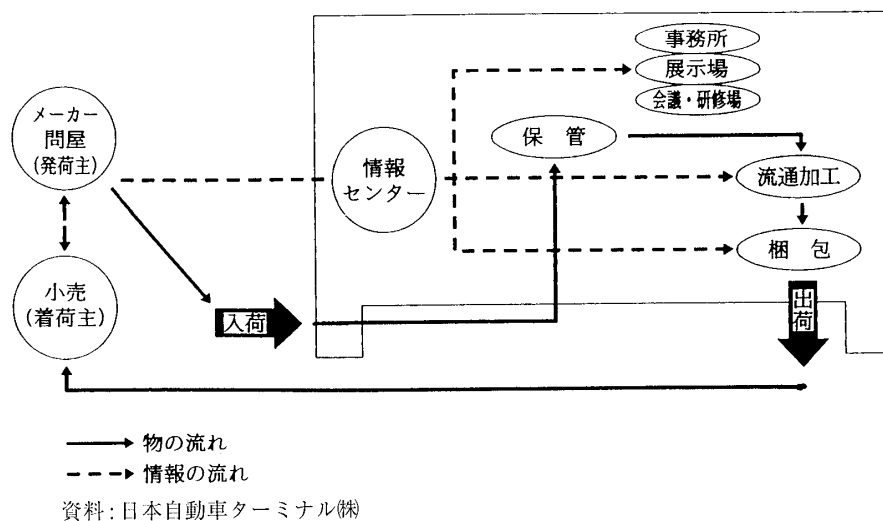 事務所
展示場
会議・研修場
メーカー
問屋
(発荷主)
情報
センター
保　管
流通加工
梱　包
小売
(着荷主)
入荷
出荷
物の流れ
情報の流れ
資料:日本自動車ターミナル㈱